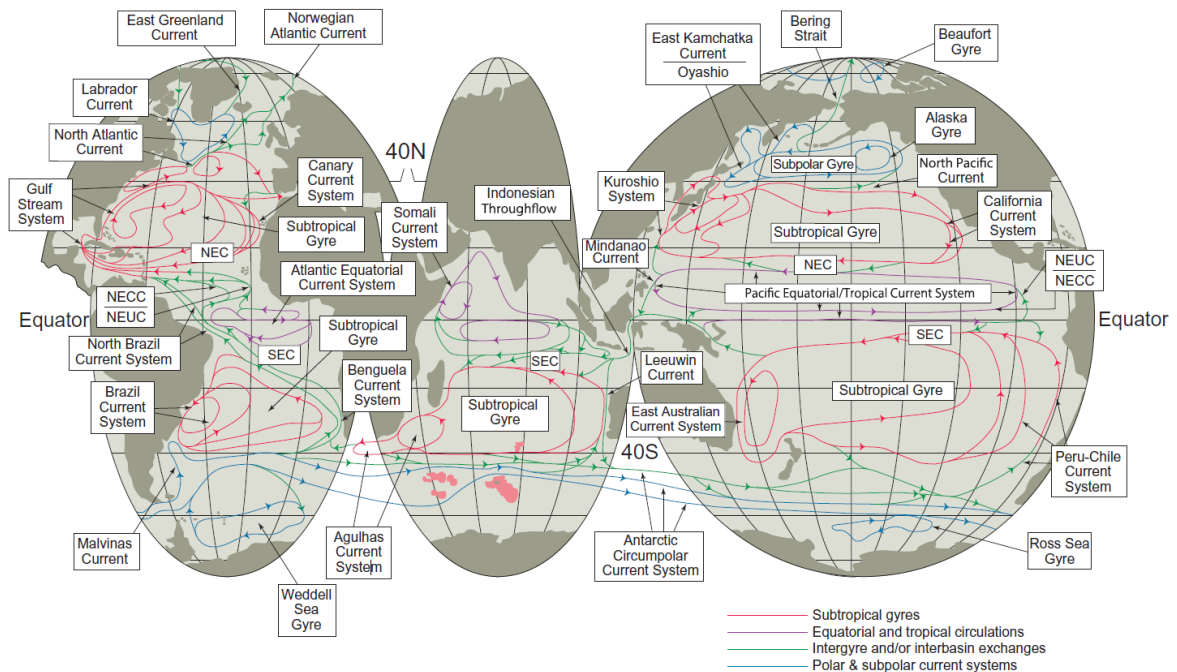 East Greenland
Current
Norwegian
Atlantic Current
Labrador
Current
North Atlantic
Current
Gulf
Stream
System
Canary
Current
System
Subtropical
Gyre
NEC
40N
Somali
Current
System
Indonesian
Throughflow
Atlantic Equatorial
Current System
NECC
NEUC
Equator
North Brazil
Current System
Subtropical
Gyre
SEC
Brazil
Current
System
Benguela
Current
System
Malvinas
Current
Weddell
Sea
Gyre
Agulhas
Current
System
SEC
Subtropical
Gyre
Leeuwin
Current
40S
Antarctic
Circumpolar
Current System
East Kamchatka
Current
Oyashio
Bering
Strait
Beaufort
Gyre
Alaska
Gyre
Subpolar Gyre
North Pacific
Current
Kuroshio
System
California
Current
System
Subtropical Gyre
Mindanao
Current
NEC
NEUC
NECC
Pacific Equatorial/Tropical Current System
Equator
SEC
Subtropical Gyre
East Australian
Current System
Peru-Chile
Current
System
Ross Sea
Gyre
Subtropical gyres
Equatorial and tropical circulations
Intergyre and/or interbasin exchanges
Polar & subpolar current systems